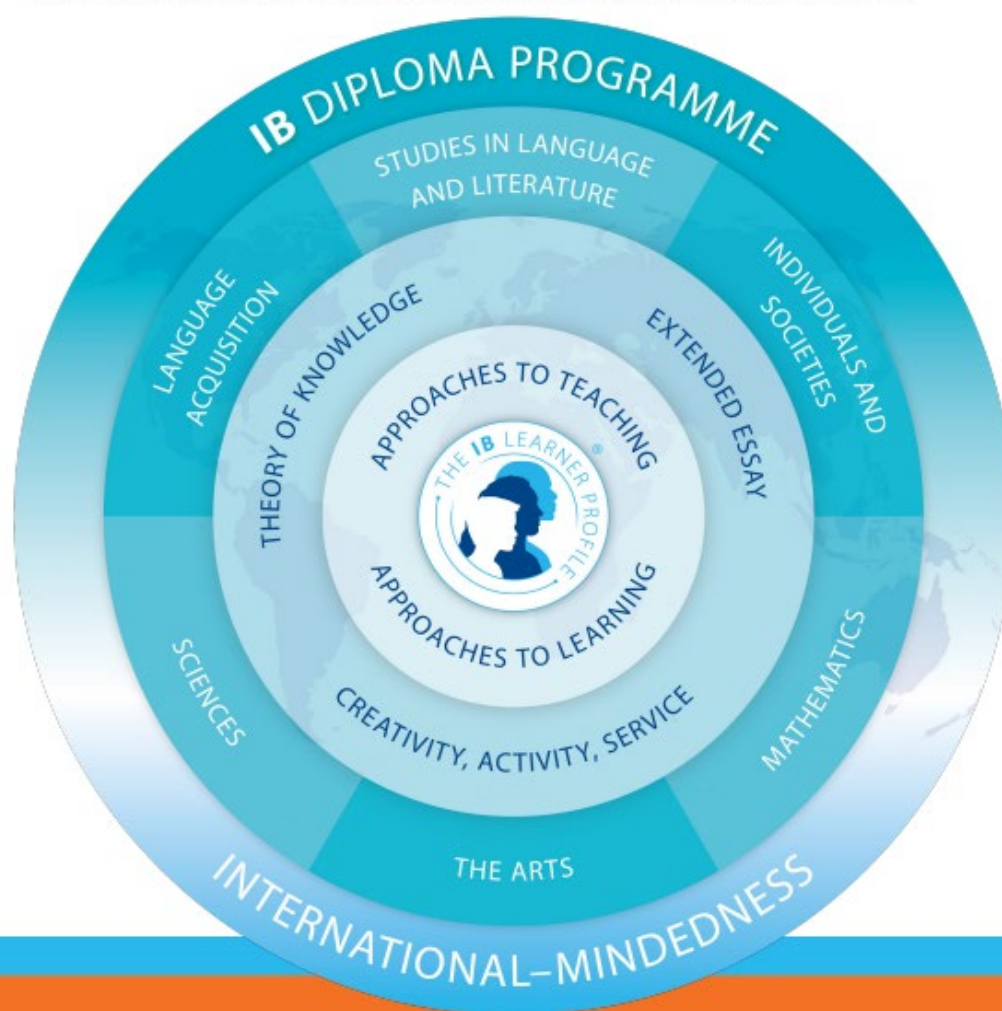 IB DIPLOMA PROGRAMME
STUDIES IN LANGUAGE
AND LITERATURE
LANGUAGE
ACQUISITION
INDIVIDUALS AND
SOCIETIES
THEORY OF KNOWLEDGE
EXTENDED ESSAY
APPROACHES TO TEACHING
THE IB LEARNER PROFILE®
APPROACHES TO LEARNING
CREATIVITY, ACTIVITY, SERVICE
SCIENCES
MATHEMATICS
THE ARTS
INTERNATIONAL–MINDEDNESS